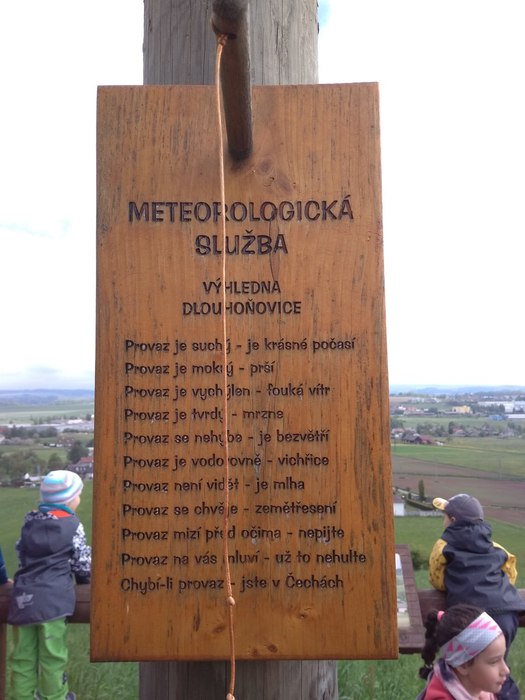 METEOROLOGICKÁ
SLUŽBA
VÝHLEDNA
DLOUHOŇOVICE
Provaz je suchý - je krásné počasí
Provaz je mokrý - prší
Provaz je vychýlen - fouká vítr
Provaz je tvrdý - mrzne
Provaz se nehýbe - je bezvětří
Provaz je vodorovně - vichřice
Provaz není vidět - je mlha
Provaz se chvěje - zemětřesení
Provaz mizí před očima - nepijte
Provaz na vás mluví - už to nehulte
Chybí-li provaz - jste v Čechách